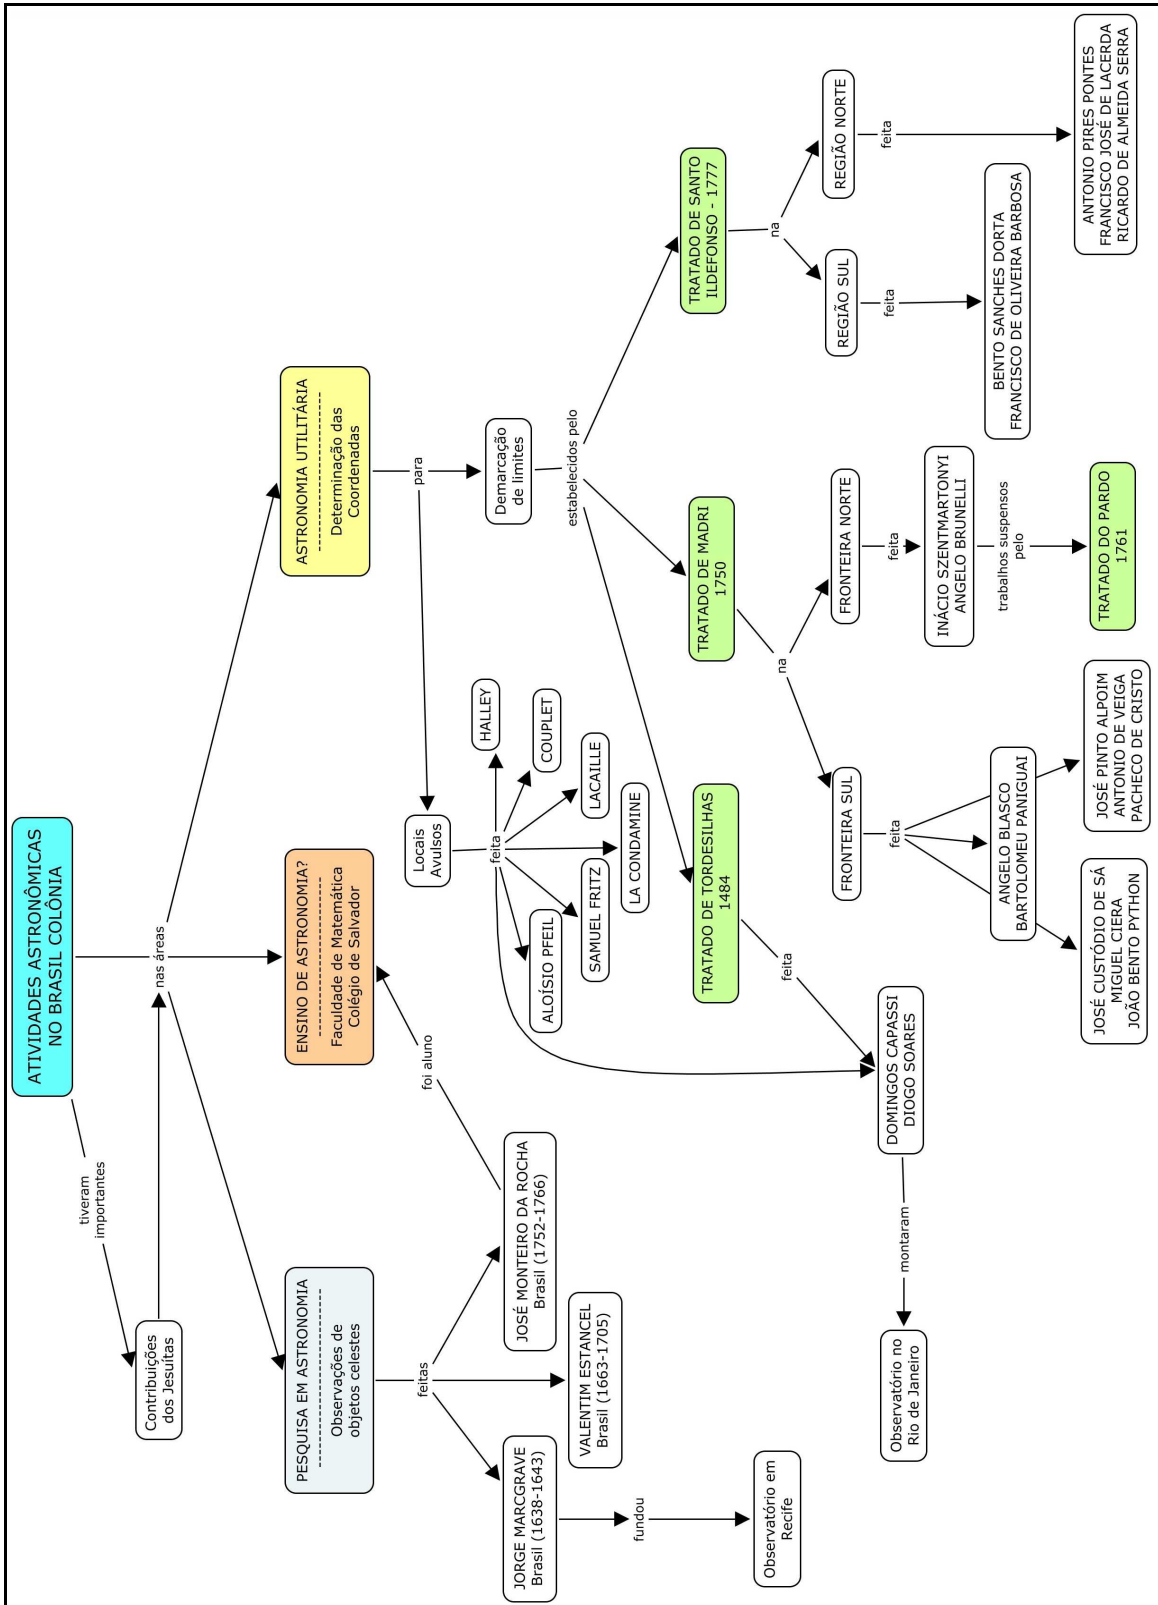 ATIVIDADES ASTRONÔMICAS
NO BRASIL COLÔNIA
tiveram
importantes
Contribuições
dos Jesuítas
nas áreas
PESQUISA EM ASTRONOMIA
------------------------
Observações de
objetos celestes
ENSINO DE ASTRONOMIA?
------------------------
Faculdade de Matemática
Colégio de Salvador
ASTRONOMIA UTILITÁRIA
------------------------
Determinação das
Coordenadas
feitas
foi aluno
para
JORGE MARCGRAVE
Brasil (1638-1643)
VALENTIM ESTANCEL
Brasil (1663-1705)
JOSÉ MONTEIRO DA ROCHA
Brasil (1752-1766)
fundou
Observatório em
Recife
Locais
Avulsos
feita
ALOÍSIO PFEIL
SAMUEL FRITZ
LA CONDAMINE
LACAILLE
COUPLET
HALLEY
Demarcação
de limites
estabelecidos pelo
TRATADO DE TORDESILHAS
1484
TRATADO DE MADRI
1750
TRATADO DE SANTO
ILDEFONSO - 1777
feita
DOMINGOS CAPASSI
DIOGO SOARES
montaram
Observatório no
Rio de Janeiro
na
FRONTEIRA SUL
FRONTEIRA NORTE
feita
JOSÉ CUSTÓDIO DE SÁ
MIGUEL CIERA
JOÃO BENTO PYTHON
ANGELO BLASCO
BARTOLOMEU PANIGUAI
JOSÉ PINTO ALPOIM
ANTONIO DE VEIGA
PACHECO DE CRISTO
feita
INÁCIO SZENTMARTONYI
ANGELO BRUNELLI
trabalhos suspensos
pelo
TRATADO DO PARDO
1761
na
REGIÃO SUL
REGIÃO NORTE
feita
BENTO SANCHES DORTA
FRANCISCO DE OLIVEIRA BARBOSA
feita
ANTONIO PIRES PONTES
FRANCISCO JOSÉ DE LACERDA
RICARDO DE ALMEIDA SERRA